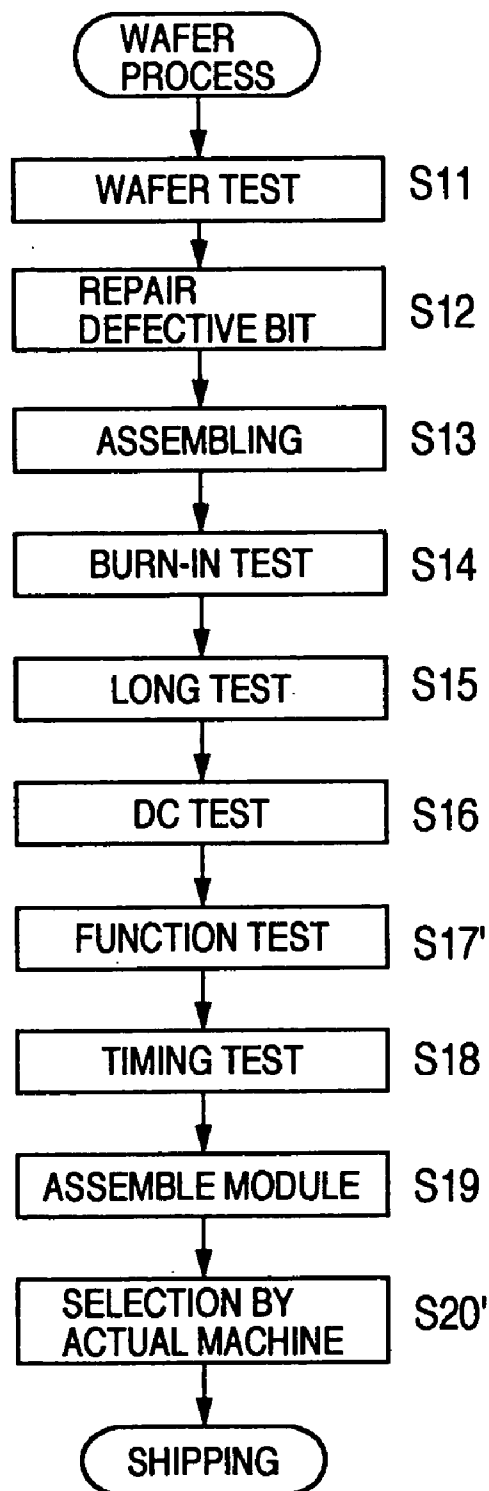 WAFER
PROCESS
WAFER TEST S11
REPAIR
DEFECTIVE BIT S12
ASSEMBLING S13
BURN-IN TEST S14
LONG TEST S15
DC TEST S16
FUNCTION TEST S17'
TIMING TEST S18
ASSEMBLE MODULE S19
SELECTION BY
ACTUAL MACHINE S20'
SHIPPING